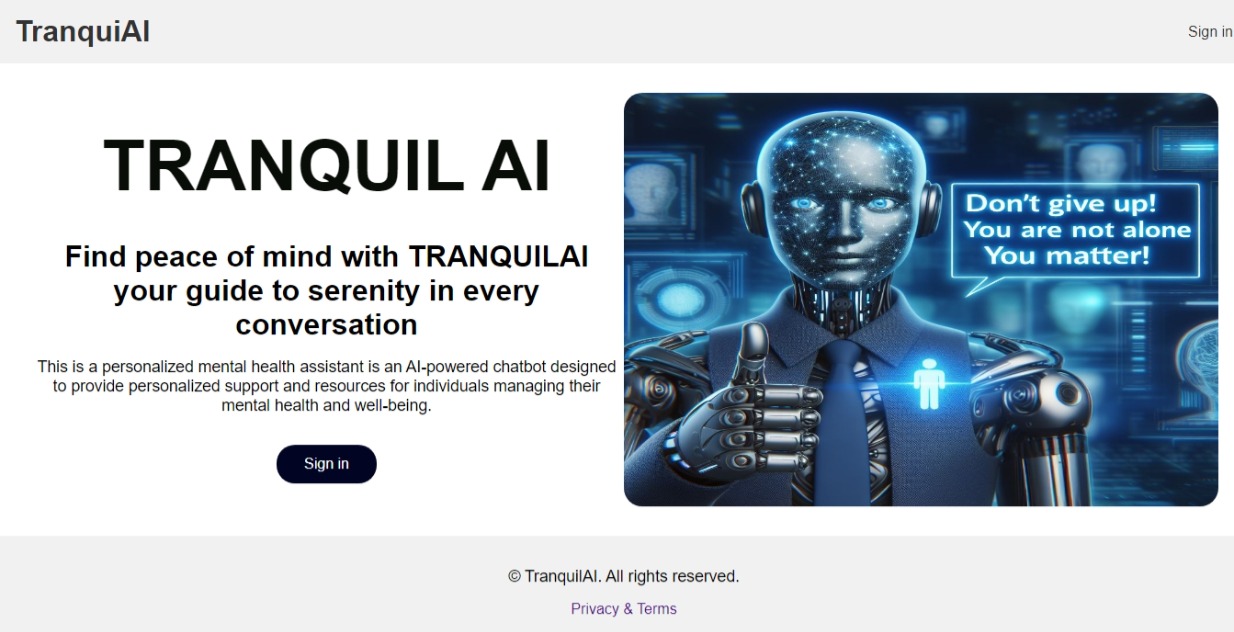 TranquiAI
Sign in
TRANQUIL AI
Find peace of mind with TRANQUILAI
your guide to serenity in every
conversation
This is a personalized mental health assistant is an AI-powered chatbot designed
to provide personalized support and resources for individuals managing their
mental health and well-being.
Sign in
Don't give up!
You are not alone
You matter!
© TranquilAI. All rights reserved.
Privacy & Terms